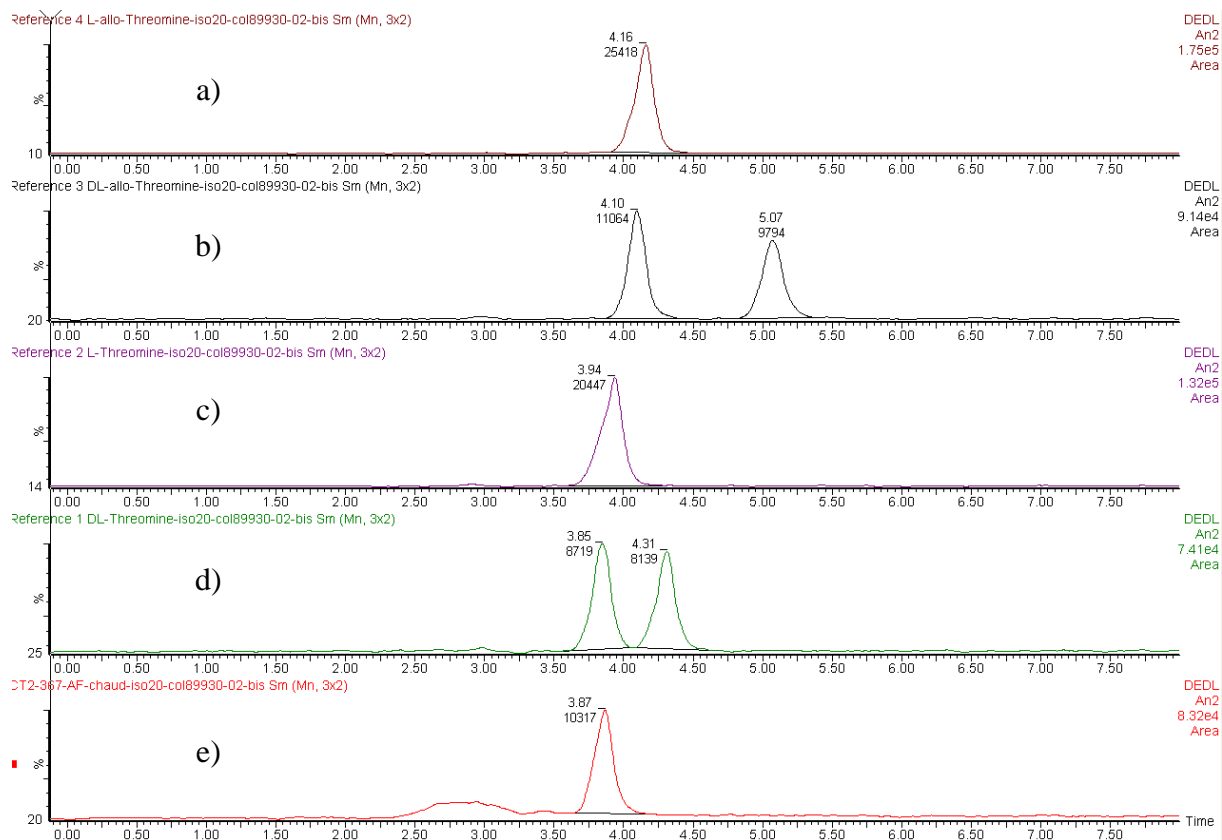 Reference 4 L-allo-Threomine-iso20-col89930-02-bis Sm (Mn, 3x2)
DEDL
An2
1.75e5
Area
4.16
25418
a)
%
10
0.00 0.50 1.00 1.50 2.00 2.50 3.00 3.50 4.00 4.50 5.00 5.50 6.00 6.50 7.00 7.50
Reference 3 DL-allo-Threomine-iso20-col89930-02-bis Sm (Mn, 3x2)
DEDL
An2
9.14e4
Area
4.10
11064
5.07
9794
b)
%
20
0.00 0.50 1.00 1.50 2.00 2.50 3.00 3.50 4.00 4.50 5.00 5.50 6.00 6.50 7.00 7.50
Reference 2 L-Threomine-iso20-col89930-02-bis Sm (Mn, 3x2)
DEDL
An2
1.32e5
Area
3.94
20447
c)
%
14
0.00 0.50 1.00 1.50 2.00 2.50 3.00 3.50 4.00 4.50 5.00 5.50 6.00 6.50 7.00 7.50
Reference 1 DL-Threomine-iso20-col89930-02-bis Sm (Mn, 3x2)
DEDL
An2
7.41e4
Area
3.85
8719
4.31
8139
d)
%
25
0.00 0.50 1.00 1.50 2.00 2.50 3.00 3.50 4.00 4.50 5.00 5.50 6.00 6.50 7.00 7.50
CT2-367-AF-chaud-iso20-col89930-02-bis Sm (Mn, 3x2)
DEDL
An2
8.32e4
Area
3.87
10317
e)
%
20
0.00 0.50 1.00 1.50 2.00 2.50 3.00 3.50 4.00 4.50 5.00 5.50 6.00 6.50 7.00 7.50 Time